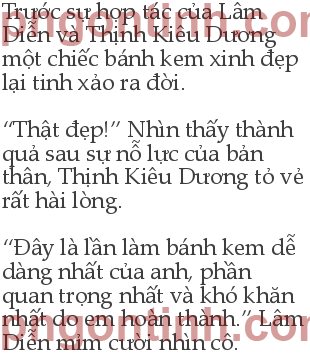 Trước sự hợp tác của Lâm
Diễn và Thịnh Kiêu Dương
một chiếc bánh kem xinh đẹp
lại tinh xảo ra đời.
“Thật đẹp!” Nhìn thấy thành
quả sau sự nỗ lực của bản
thân, Thịnh Kiêu Dương tỏ vẻ
rất hài lòng.
“Đây là lần làm bánh kem dễ
dàng nhất của anh, phần
quan trọng nhất và khó khăn
nhất do em hoàn thành.” Lâm
Diễn mỉm cười nhìn cô.